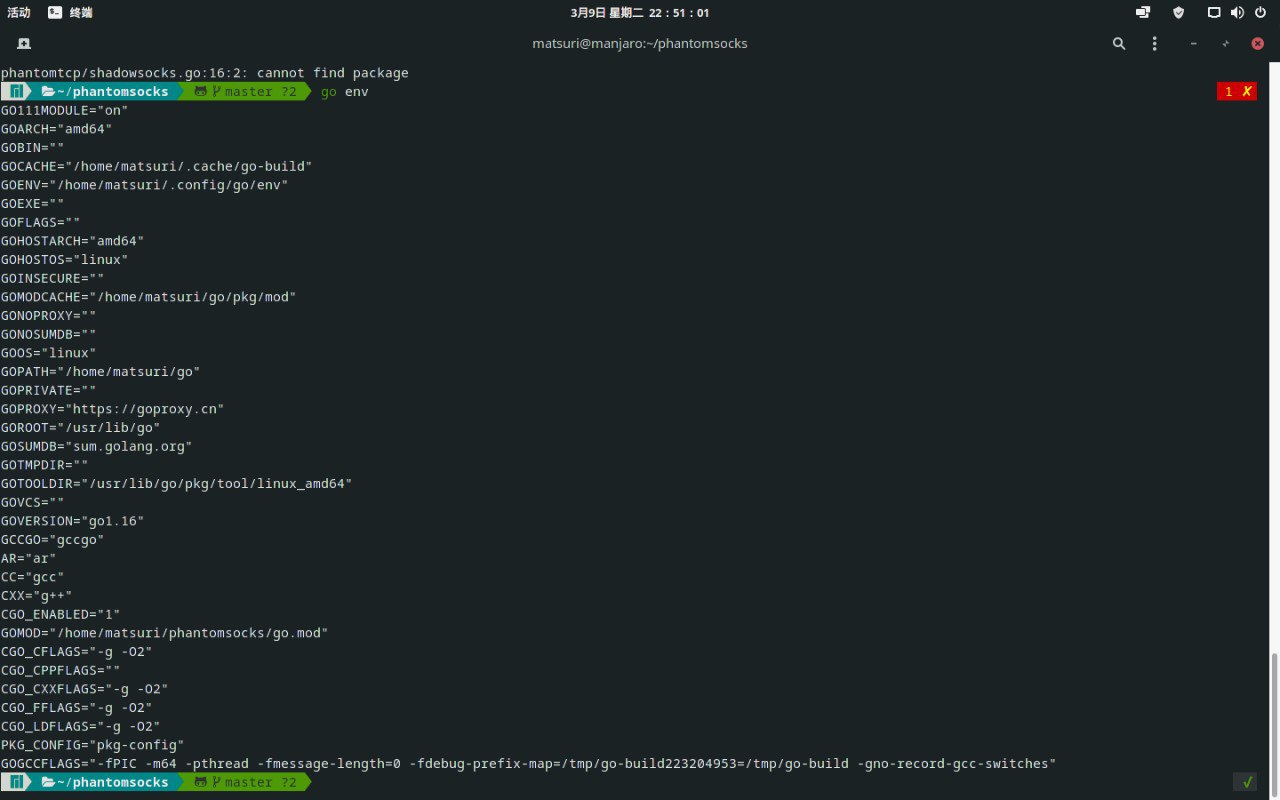 活动 终端 3月9日 星期二 22：51：01
matsuri@manjaro:~/phantomsocks
phantomtcp/shadowsocks.go:16:2: cannot find package
~/phantomsocks master ?2 go env 1 ✘
GO111MODULE="on"
GOARCH="amd64"
GOBIN=""
GOCACHE="/home/matsuri/.cache/go-build"
GOENV="/home/matsuri/.config/go/env"
GOEXE=""
GOFLAGS=""
GOHOSTARCH="amd64"
GOHOSTOS="linux"
GOINSECURE=""
GOMODCACHE="/home/matsuri/go/pkg/mod"
GONOPROXY=""
GONOSUMDB=""
GOOS="linux"
GOPATH="/home/matsuri/go"
GOPRIVATE=""
GOPROXY="https://goproxy.cn"
GOROOT="/usr/lib/go"
GOSUMDB="sum.golang.org"
GOTMPDIR=""
GOTOOLDIR="/usr/lib/go/pkg/tool/linux_amd64"
GOVCS=""
GOVERSION="go1.16"
GCCGO="gccgo"
AR="ar"
CC="gcc"
CXX="g++"
CGO_ENABLED="1"
GOMOD="/home/matsuri/phantomsocks/go.mod"
CGO_CFLAGS="-g -O2"
CGO_CPPFLAGS=""
CGO_CXXFLAGS="-g -O2"
CGO_FFLAGS="-g -O2"
CGO_LDFLAGS="-g -O2"
PKG_CONFIG="pkg-config"
GOGCCFLAGS="-fPIC -m64 -pthread -fmessage-length=0 -fdebug-prefix-map=/tmp/go-build223204953=/tmp/go-build -gno-record-gcc-switches"
~/phantomsocks master ?2 ✓